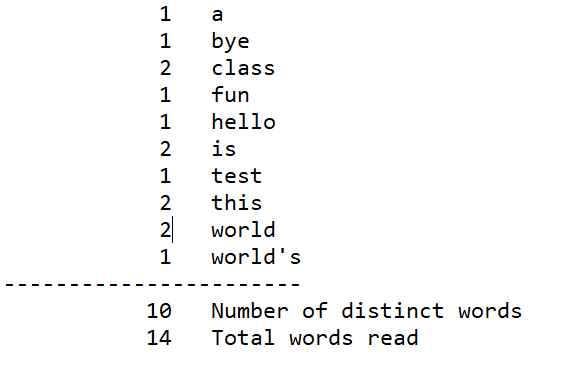 1 a
1 bye
2 class
1 fun
1 hello
2 is
1 test
2 this
2 world
1 world's
-----------------------
10 Number of distinct words
14 Total words read